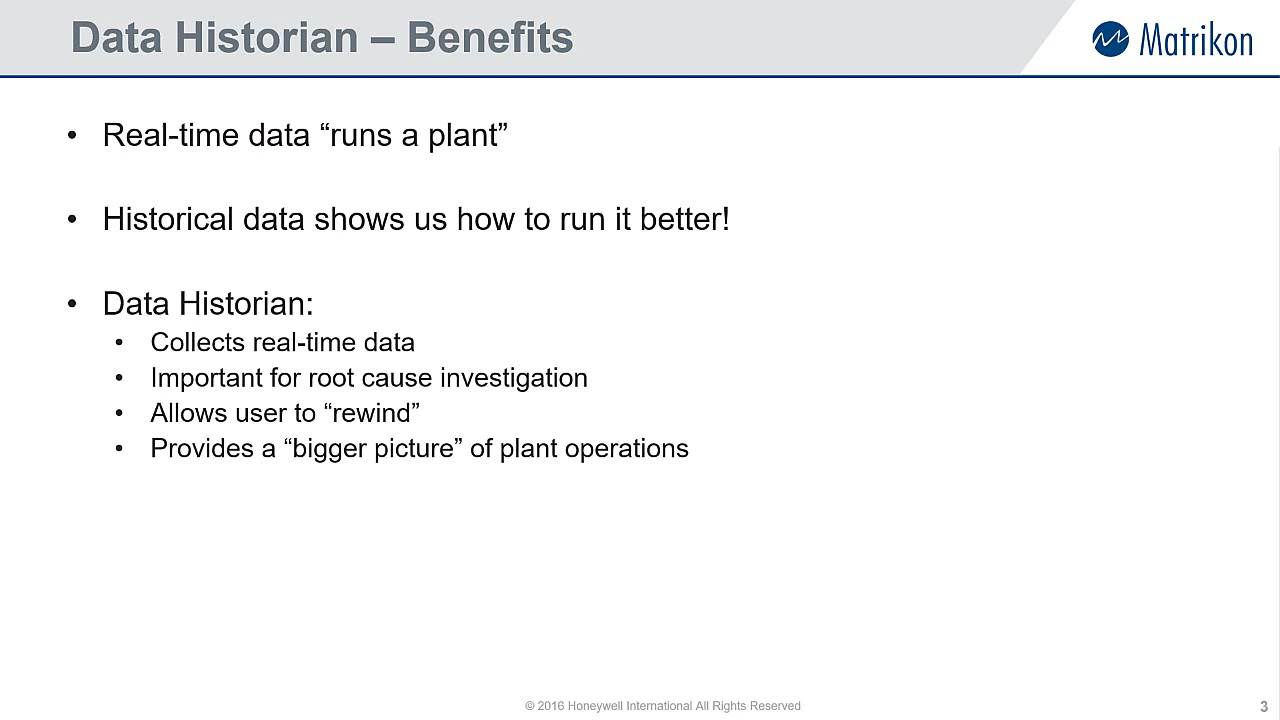 Data Historian – Benefits
Matrikon
• Real-time data “runs a plant”
• Historical data shows us how to run it better!
• Data Historian:
• Collects real-time data
• Important for root cause investigation
• Allows user to “rewind”
• Provides a “bigger picture” of plant operations
© 2016 Honeywell International All Rights Reserved
3